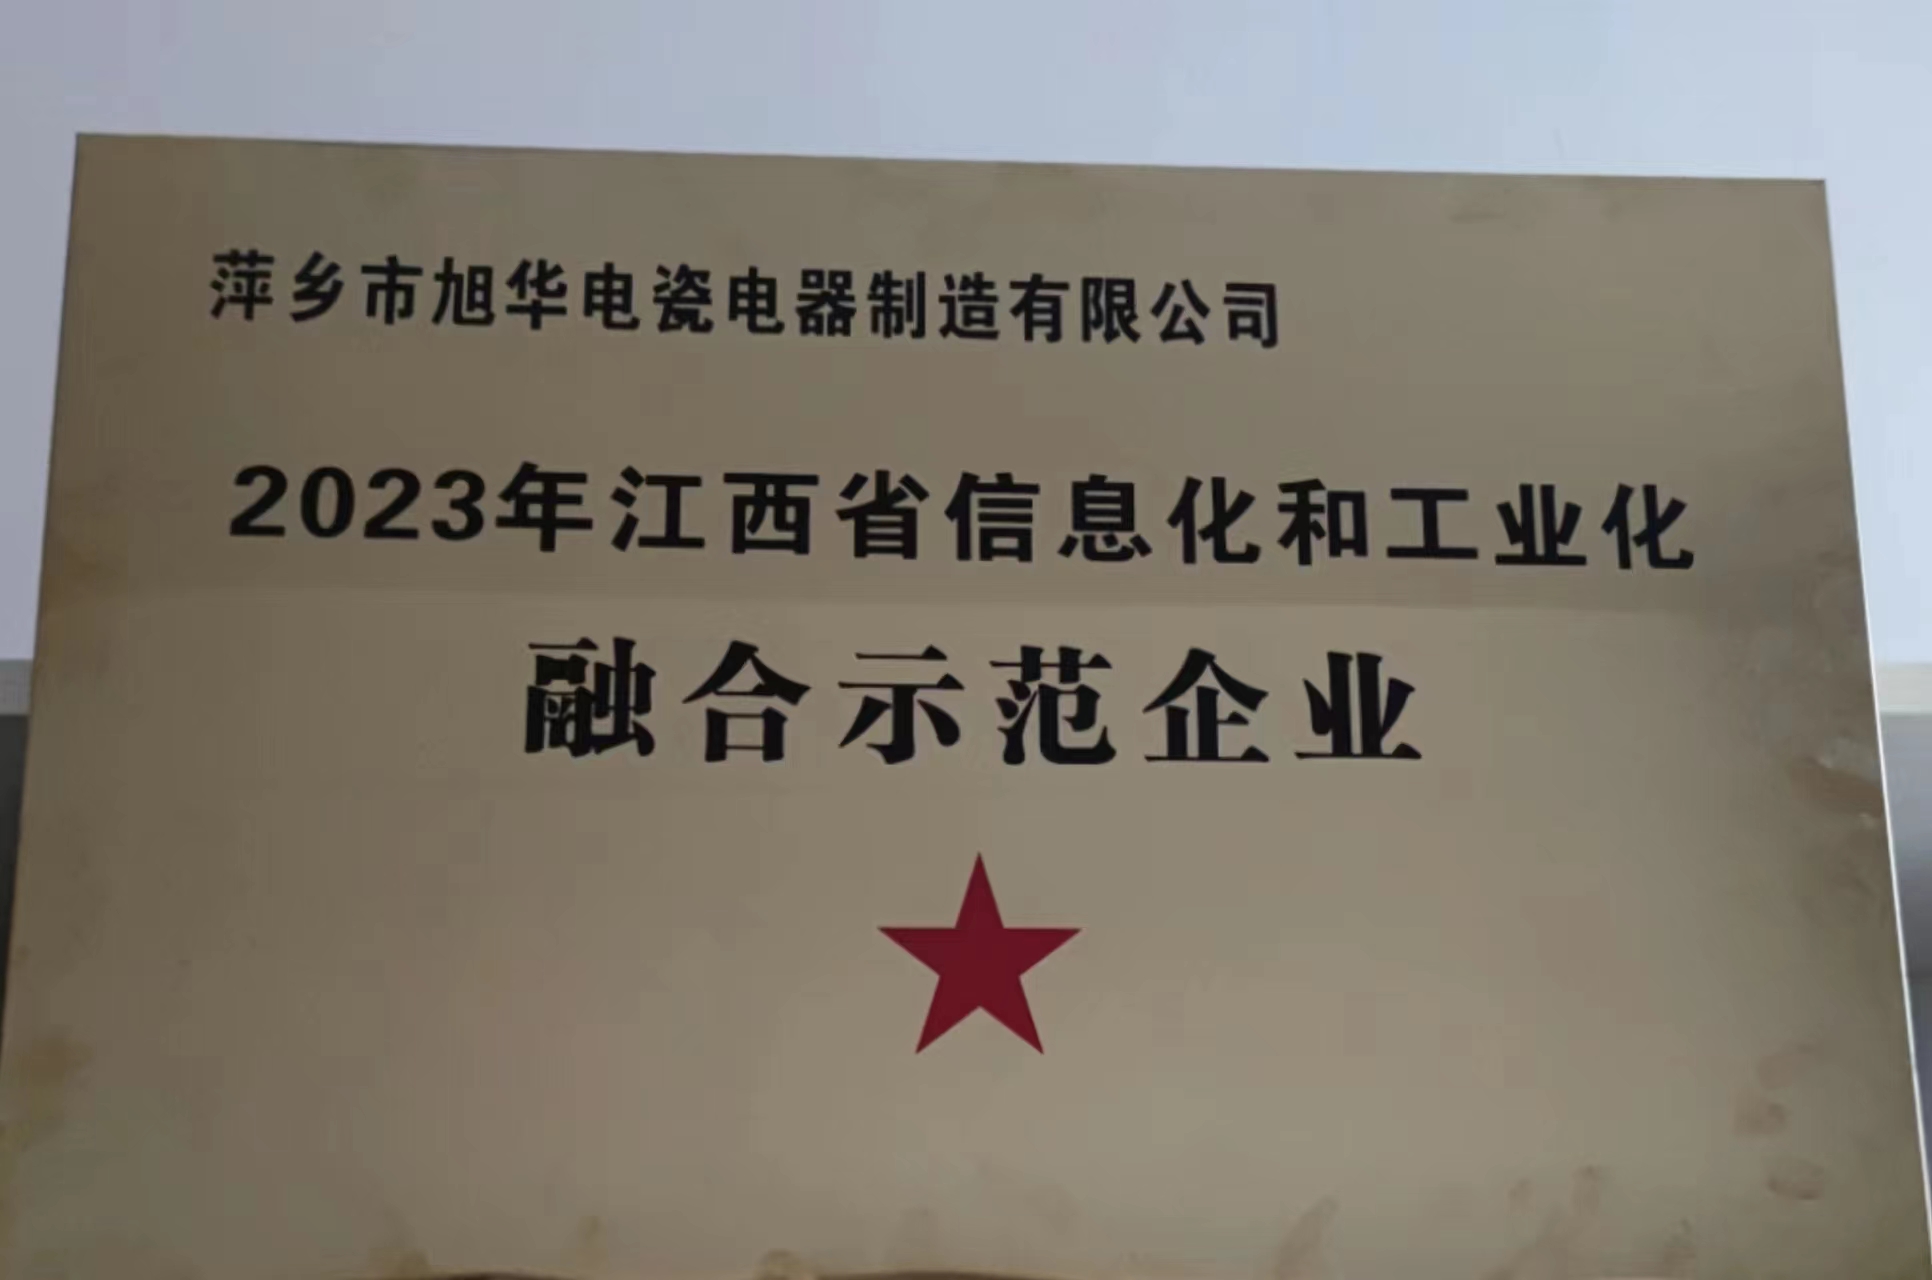 萍乡市旭华电瓷电器制造有限公司
2023年江西省信息化和工业化
融合示范企业